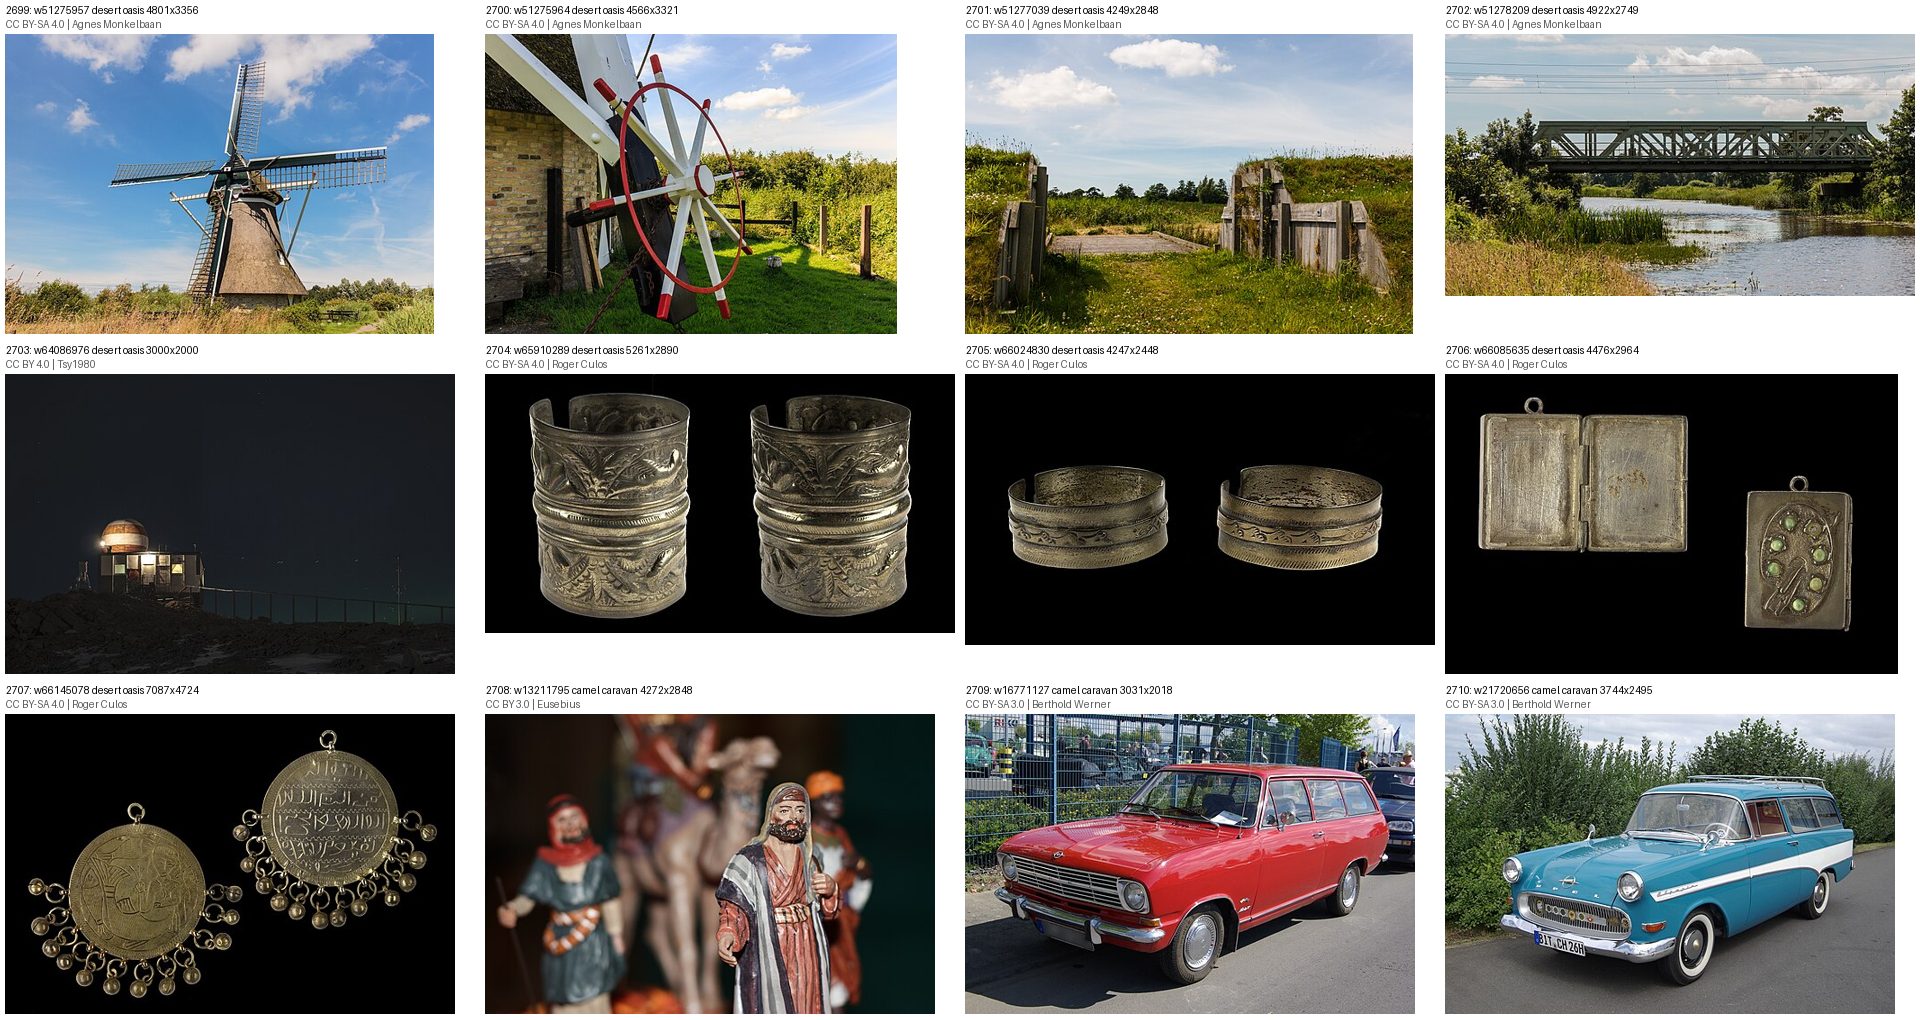 2699: w51275957 desert oasis 4801x3356
CC BY-SA 4.0 | Agnes Monkelbaan
2700: w51275964 desert oasis 4566x3321
CC BY-SA 4.0 | Agnes Monkelbaan
2701: w51277039 desert oasis 4249x2848
CC BY-SA 4.0 | Agnes Monkelbaan
2702: w51278209 desert oasis 4922x2749
CC BY-SA 4.0 | Agnes Monkelbaan
2703: w64086976 desert oasis 3000x2000
CC BY 4.0 | Tsy1980
2704: w65910289 desert oasis 5261x2890
CC BY-SA 4.0 | Roger Culos
2705: w66024830 desert oasis 4247x2448
CC BY-SA 4.0 | Roger Culos
2706: w66085635 desert oasis 4476x2964
CC BY-SA 4.0 | Roger Culos
2707: w66145078 desert oasis 7087x4724
CC BY-SA 4.0 | Roger Culos
2708: w13211795 camel caravan 4272x2848
CC BY 3.0 | Eusebius
2709: w16771127 camel caravan 3031x2018
CC BY-SA 3.0 | Berthold Werner
2710: w21720656 camel caravan 3744x2495
CC BY-SA 3.0 | Berthold Werner
OPEL
BIT CH 26H